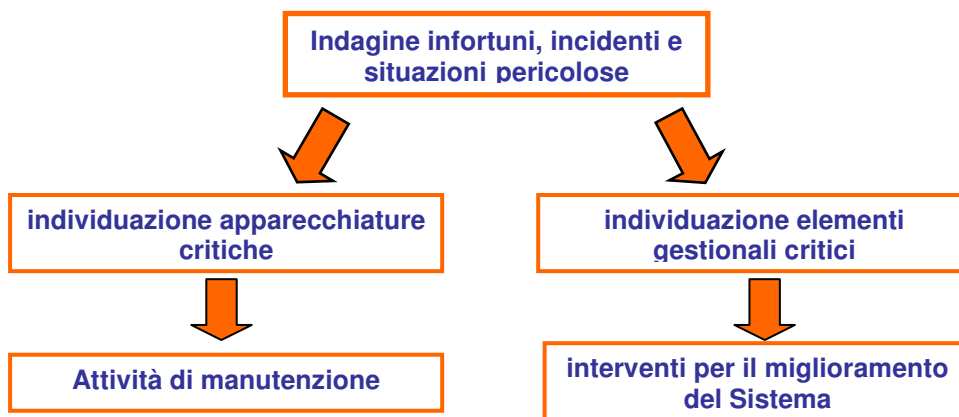 Indagine infortuni, incidenti e
situazioni pericolose
individuazione apparecchiature
critiche
individuazione elementi
gestionali critici
Attività di manutenzione
interventi per il miglioramento
del Sistema